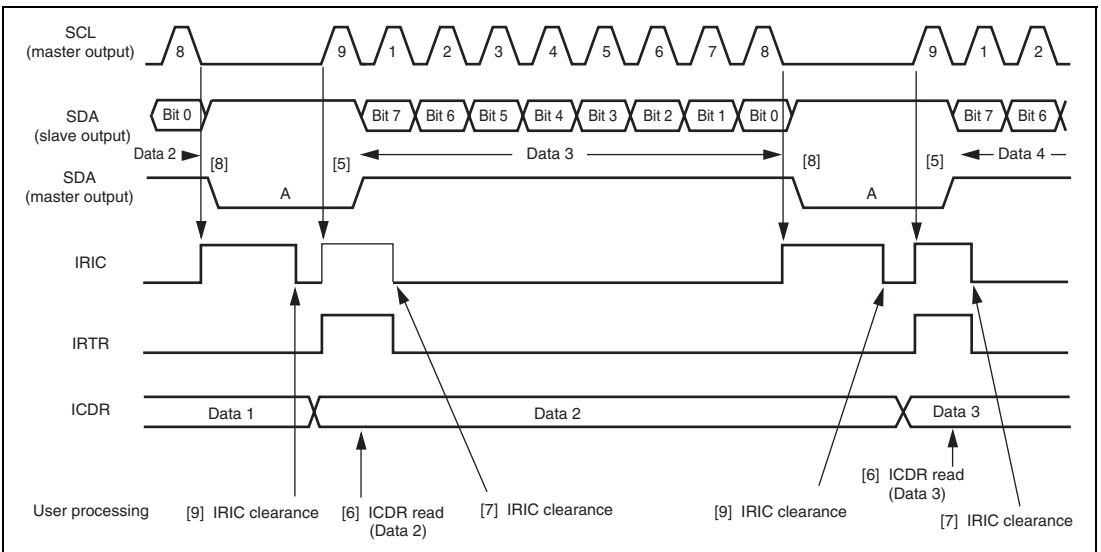 SCL
(master output)
8 9 1 2 3 4 5 6 7 8 9 1 2
SDA
(slave output)
Bit 0 Bit 7 Bit 6 Bit 5 Bit 4 Bit 3 Bit 2 Bit 1 Bit 0 Bit 7 Bit 6
Data 2 [8] [5] Data 3 [8] [5] Data 4
SDA
(master output)
A A
IRIC
IRTR
ICDR Data 1 Data 2 Data 3
[6] ICDR read
(Data 3)
User processing [9] IRIC clearance [6] ICDR read
(Data 2)
[7] IRIC clearance [9] IRIC clearance [7] IRIC clearance